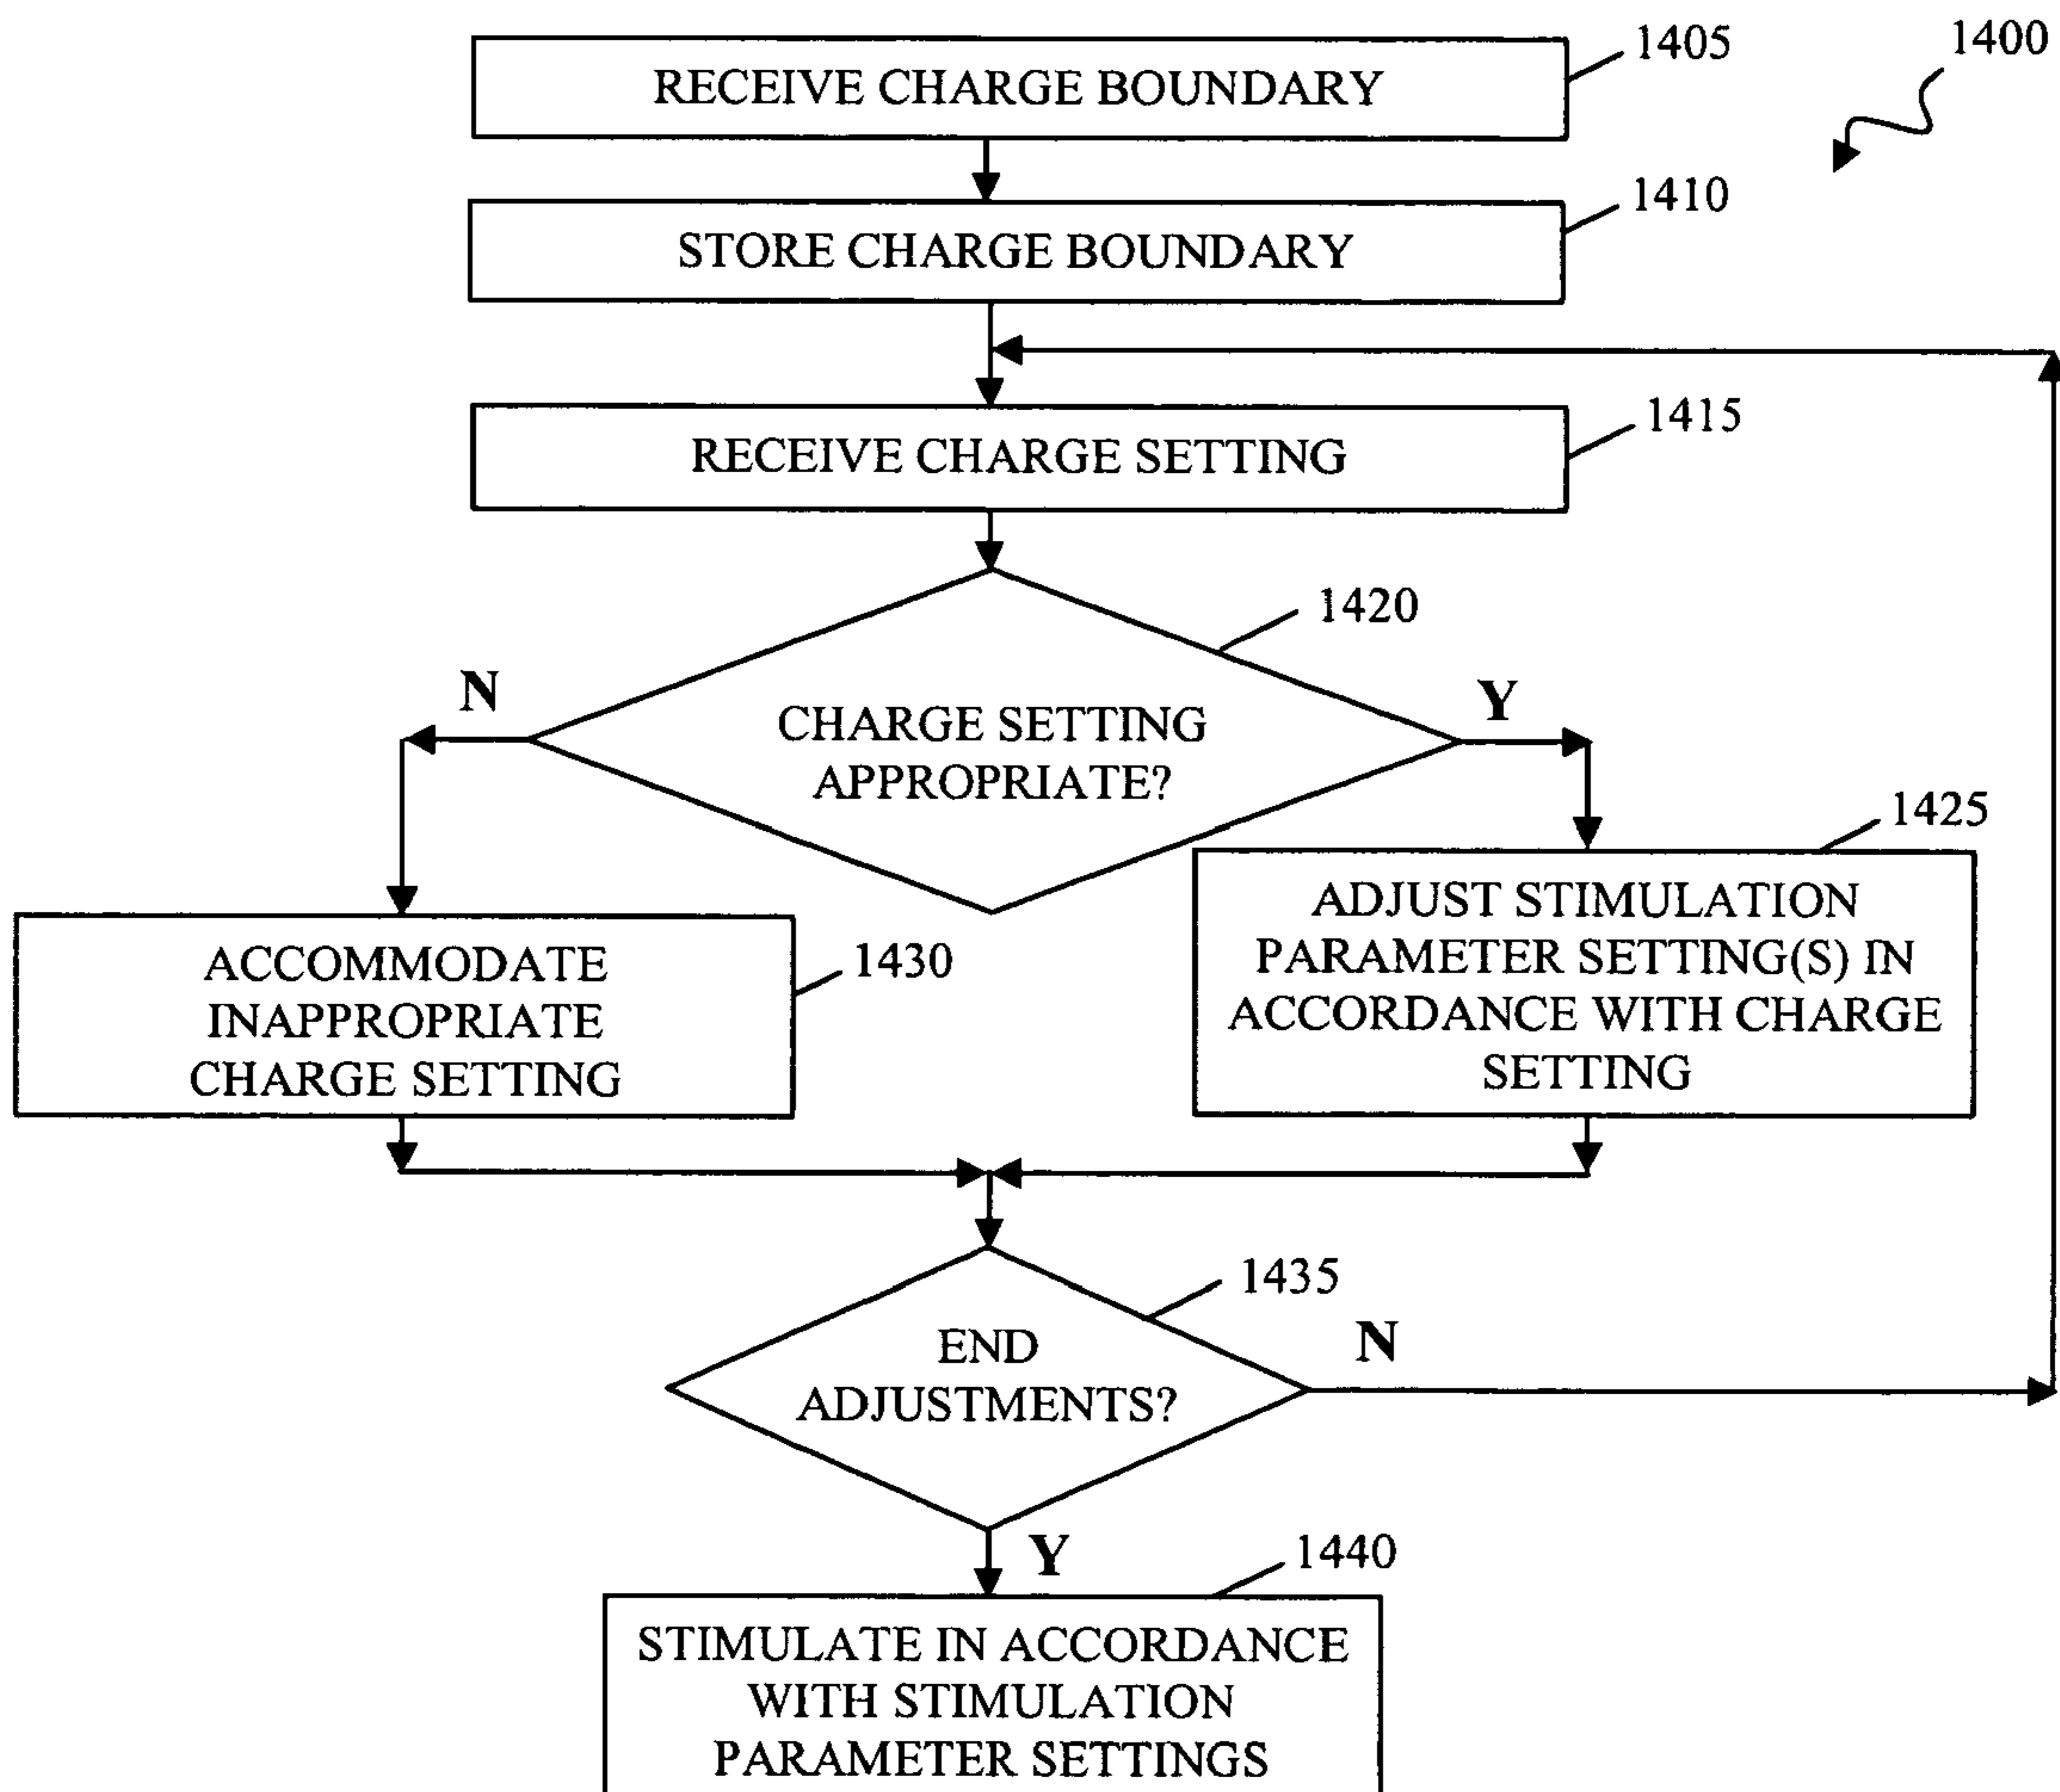 1400
RECEIVE CHARGE BOUNDARY
1405
STORE CHARGE BOUNDARY
1410
RECEIVE CHARGE SETTING
1415
1420
CHARGE SETTING
APPROPRIATE?
N
Y
1425
ADJUST STIMULATION
PARAMETER SETTING(S) IN
ACCORDANCE WITH CHARGE
SETTING
ACCOMMODATE
INAPPROPRIATE
CHARGE SETTING
1430
1435
END
ADJUSTMENTS?
N
Y
1440
STIMULATE IN ACCORDANCE
WITH STIMULATION
PARAMETER SETTINGS